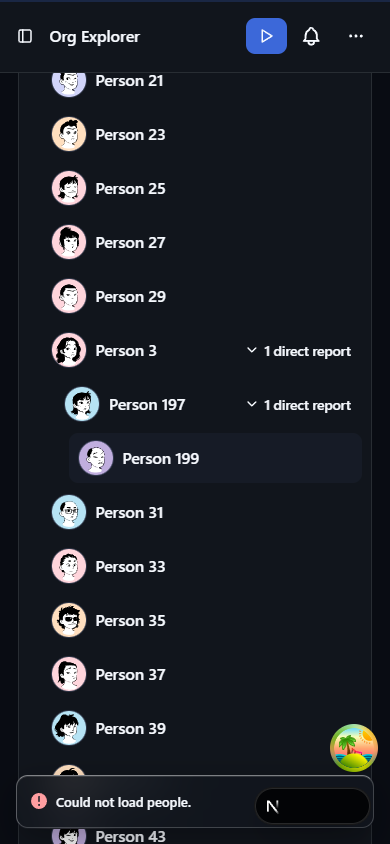 Org Explorer
Person 21
Person 23
Person 25
Person 27
Person 29
Person 3 1 direct report
Person 197 1 direct report
Person 199
Person 31
Person 33
Person 35
Person 37
Person 39
Could not load people.
N
Person 43